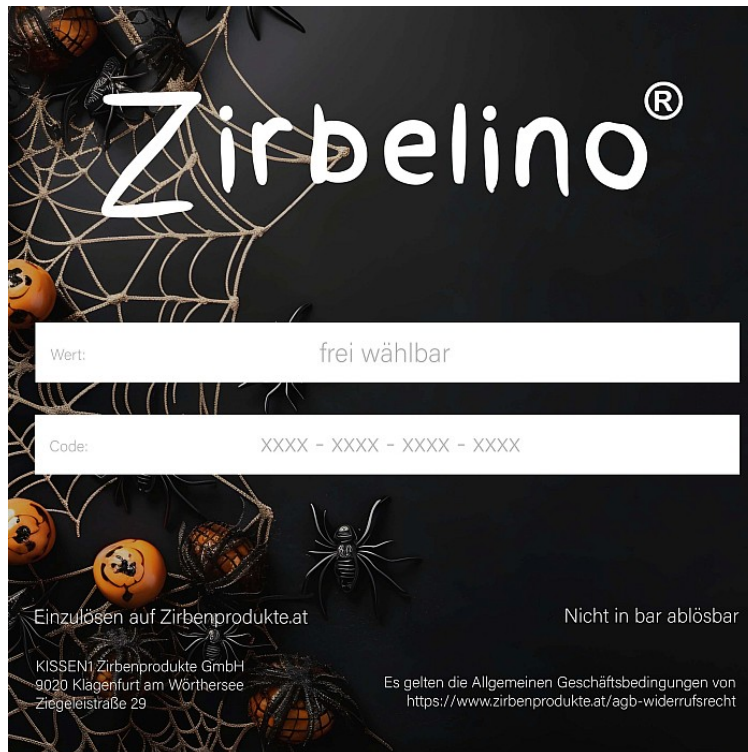 Zirbelino®
Wert: frei wählbar
Code: XXXX - XXXX - XXXX - XXXX
Einzulösen auf Zirbenprodukte.at
Nicht in bar ablösbar
KISSEN1 Zirbenprodukte GmbH
9020 Klagenfurt am Wörthersee
Ziegeleistraße 29
Es gelten die Allgemeinen Geschäftsbedingungen von
https://www.zirbenprodukte.at/agb-widerrufsrecht